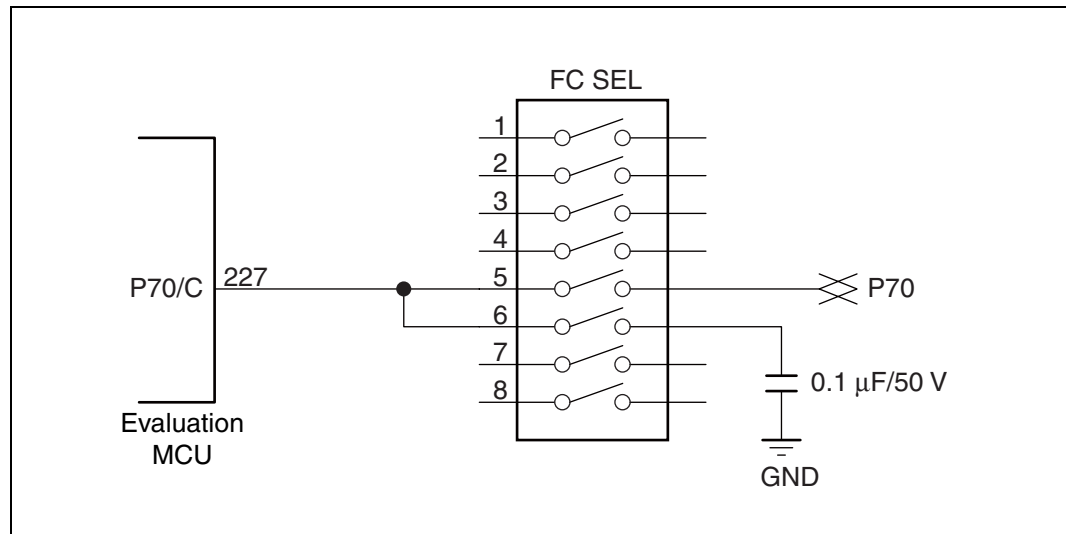 FC SEL
1
2
3
4
P70/C 227 5 P70
6
7
8 0.1 μF/50 V
Evaluation
MCU
GND